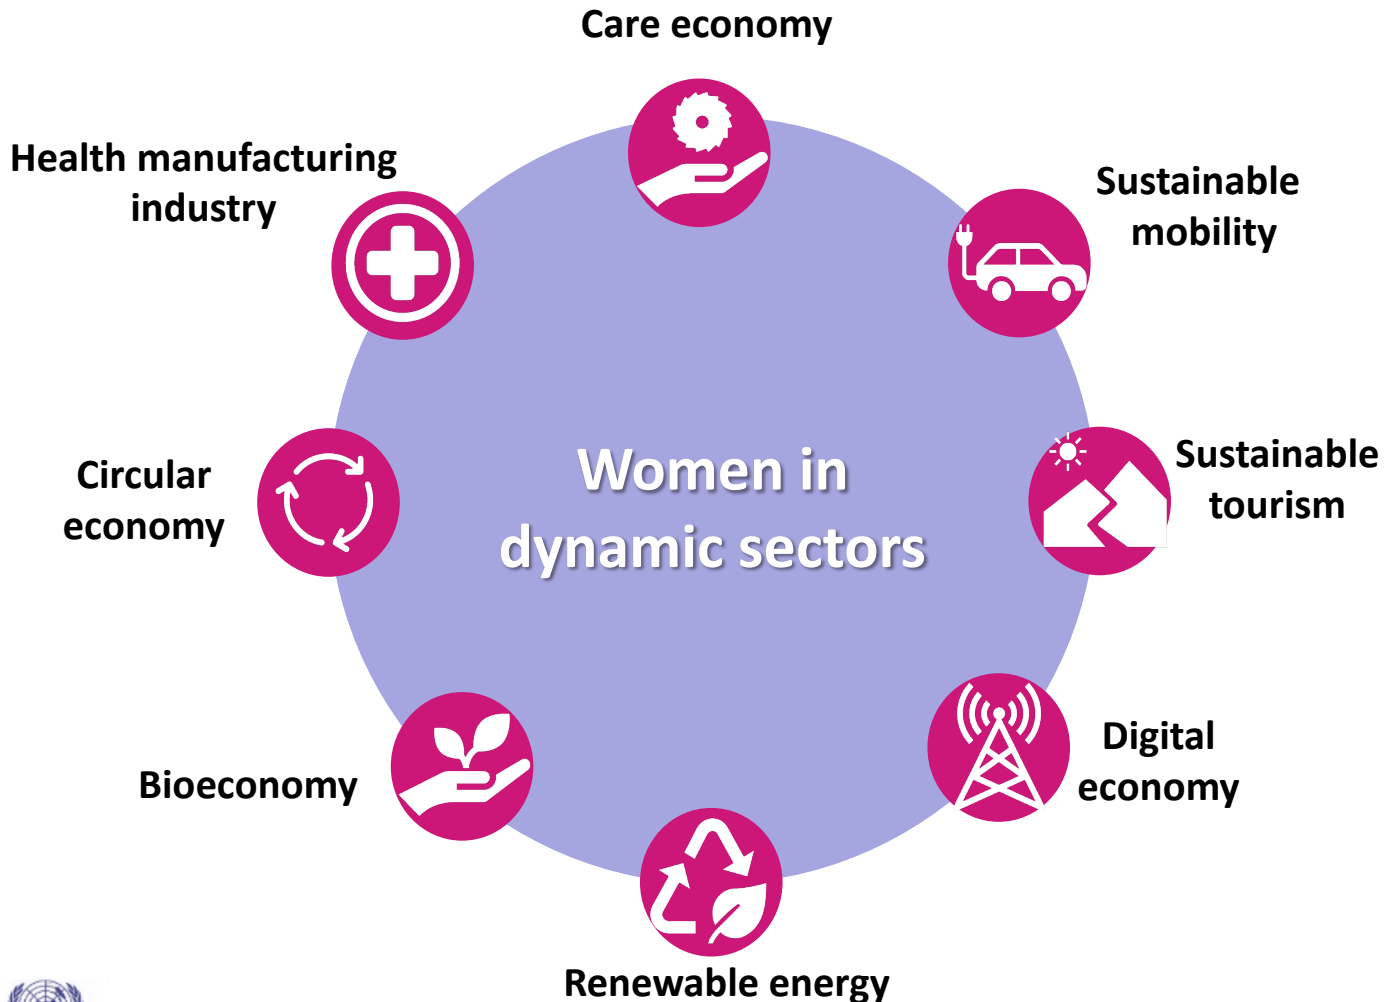 Care economy
Health manufacturing
industry
Sustainable
mobility
Circular
economy
Women in
dynamic sectors
Sustainable
tourism
Bioeconomy
Digital
economy
Renewable energy